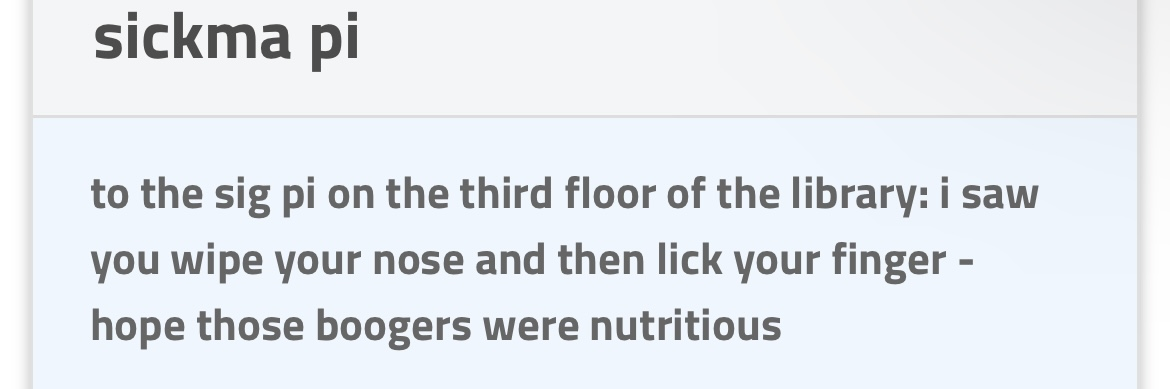 sickma pi
to the sig pi on the third floor of the library: i saw
you wipe your nose and then lick your finger -
hope those boogers were nutritious